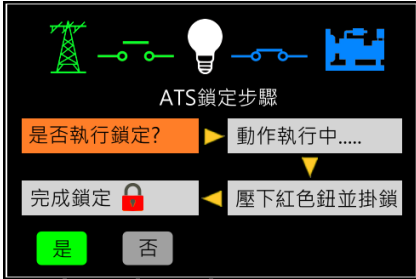 ATS鎖定步驟
是否執行鎖定?
動作執行中.....
壓下紅色鈕並掛鎖
完成鎖定
是
否